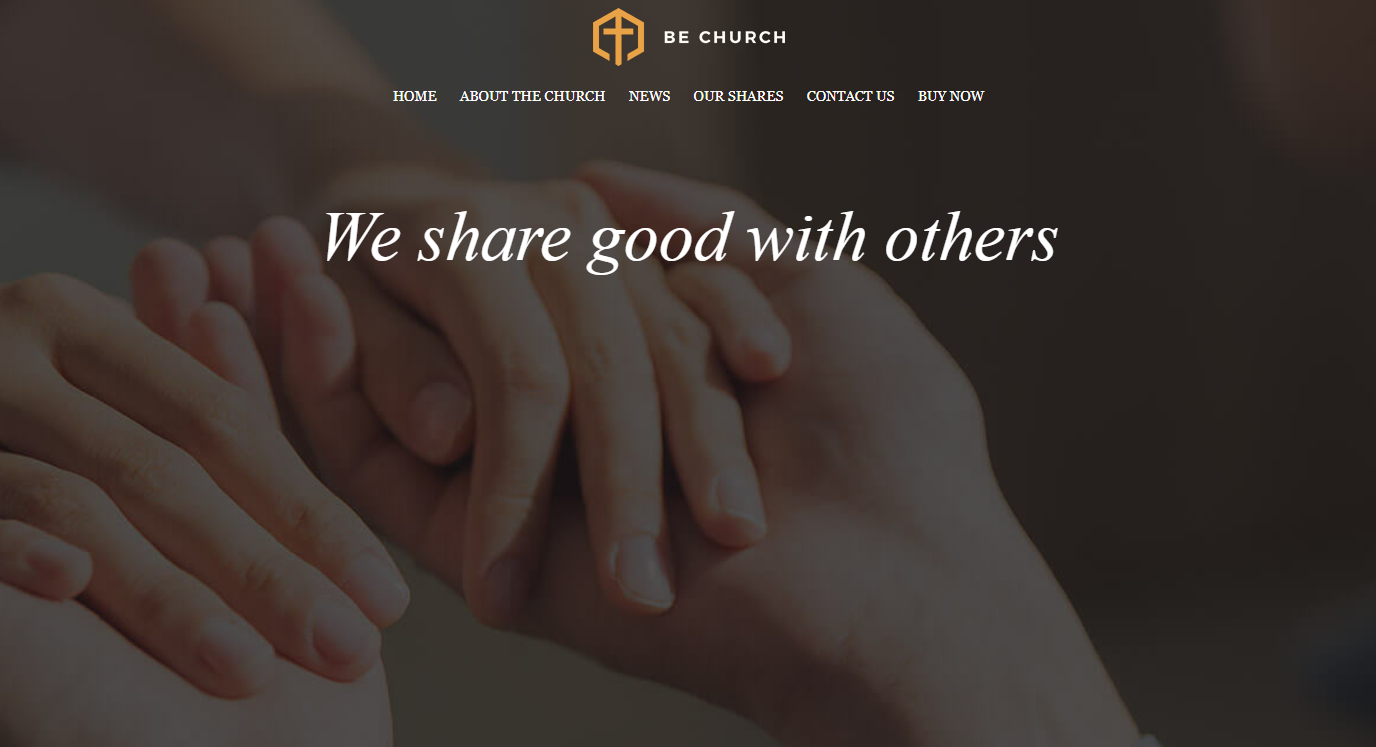 BE CHURCH
HOME ABOUT THE CHURCH NEWS OUR SHARES CONTACT US BUY NOW
We share good with others